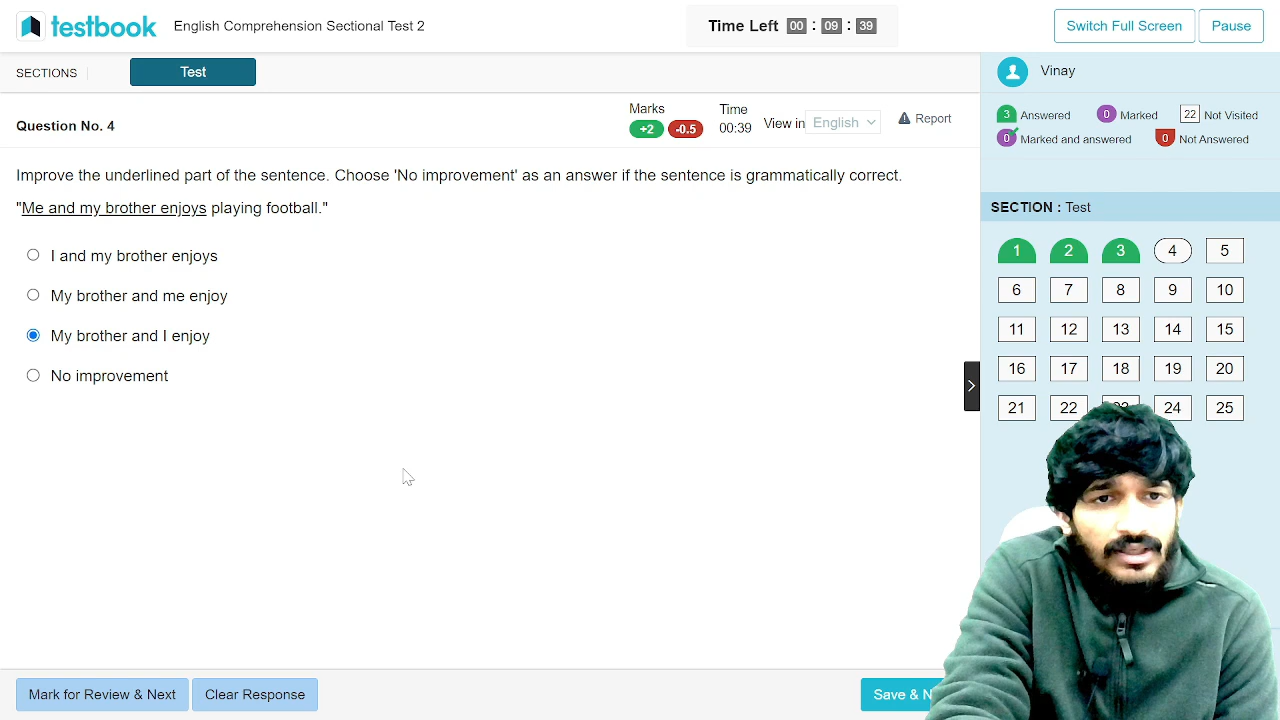 testbook English Comprehension Sectional Test 2 Time Left 00 : 09 : 39 Switch Full Screen Pause
SECTIONS Test Vinay
Question No. 4 Marks +2 -0.5 Time 00:39 View in English Report
3 Answered 0 Marked 22 Not Visited
0 Marked and answered 0 Not Answered
Improve the underlined part of the sentence. Choose 'No improvement' as an answer if the sentence is grammatically correct.
"Me and my brother enjoys playing football."
I and my brother enjoys
My brother and me enjoy
My brother and I enjoy
No improvement
SECTION : Test
1 2 3 4 5
6 7 8 9 10
11 12 13 14 15
16 17 18 19 20
21 22 24 25
Mark for Review & Next Clear Response Save &